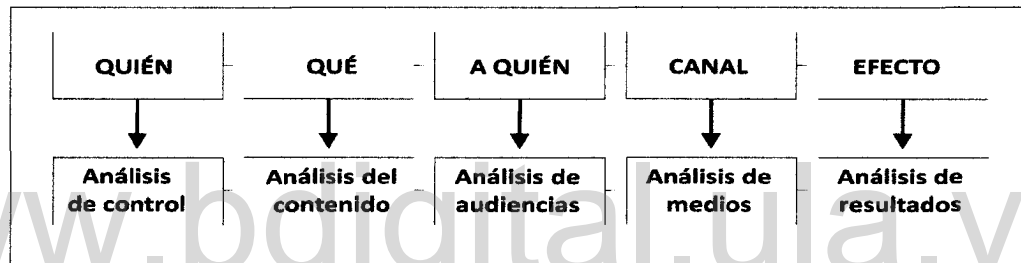 QUIÉN QUÉ A QUIÉN CANAL EFECTO
Análisis Análisis del Análisis de Análisis de Análisis de
de control contenido audiencias medios resultados
www.bdigital.ula.v